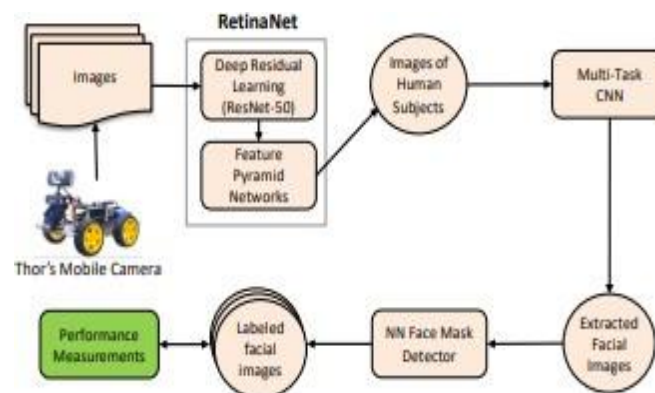 RetinaNet
Images
Deep Residual
Learning
(ResNet-50)
Feature
Pyramid
Networks
Images of
Human
Subjects
Multi-Task
CNN
Thor's Mobile Camera
Performance
Measurements
Labeled
facial
images
NN Face Mask
Detector
Extracted
Facial
Images